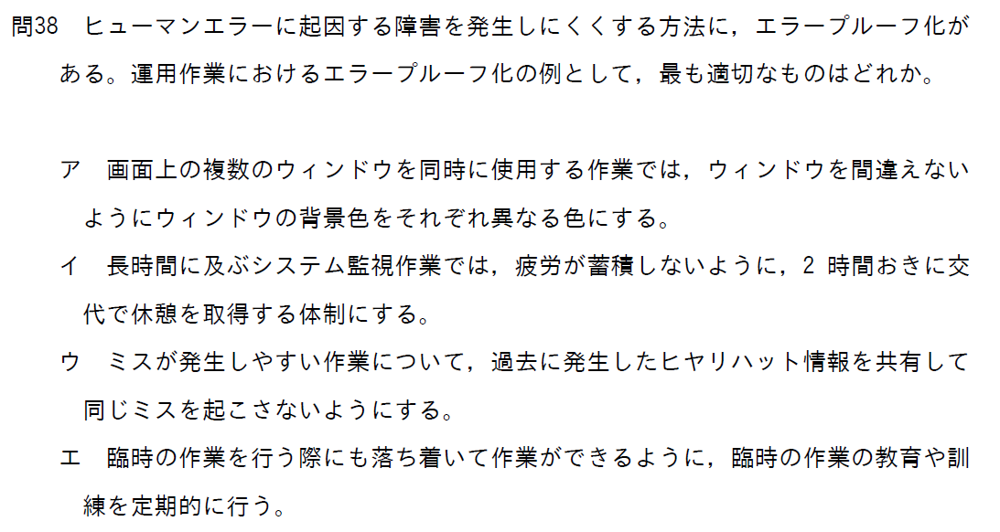 問38　ヒューマンエラーに起因する障害を発生しにくくする方法に，エラープルーフ化が
ある。運用作業におけるエラープルーフ化の例として，最も適切なものはどれか。
ア　画面上の複数のウィンドウを同時に使用する作業では，ウィンドウを間違えない
ようにウィンドウの背景色をそれぞれ異なる色にする。
イ　長時間に及ぶシステム監視作業では，疲労が蓄積しないように，2 時間おきに交
代で休憩を取得する体制にする。
ウ　ミスが発生しやすい作業について，過去に発生したヒヤリハット情報を共有して
同じミスを起こさないようにする。
エ　臨時の作業を行う際にも落ち着いて作業ができるように，臨時の作業の教育や訓
練を定期的に行う。